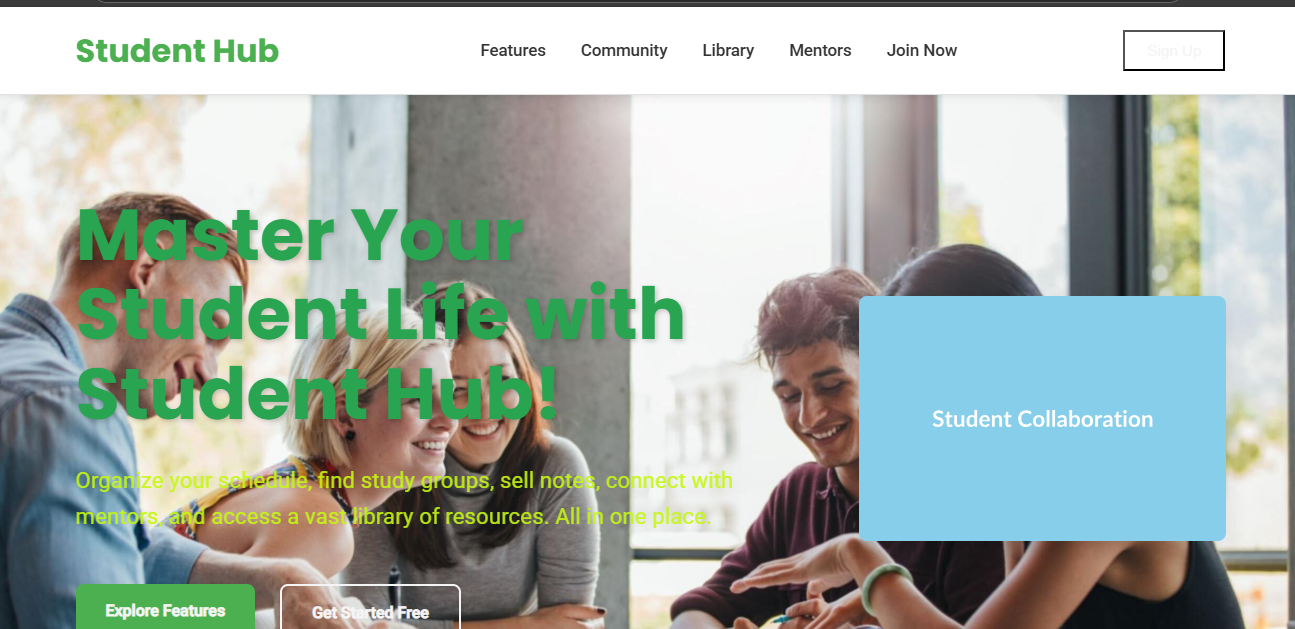 Student Hub
Features Community Library Mentors Join Now
Sign Up
Master Your
Student Life with
Student Hub!
Organize your schedule, find study groups, sell notes, connect with
mentors, and access a vast library of resources. All in one place.
Student Collaboration
Explore Features
Get Started Free